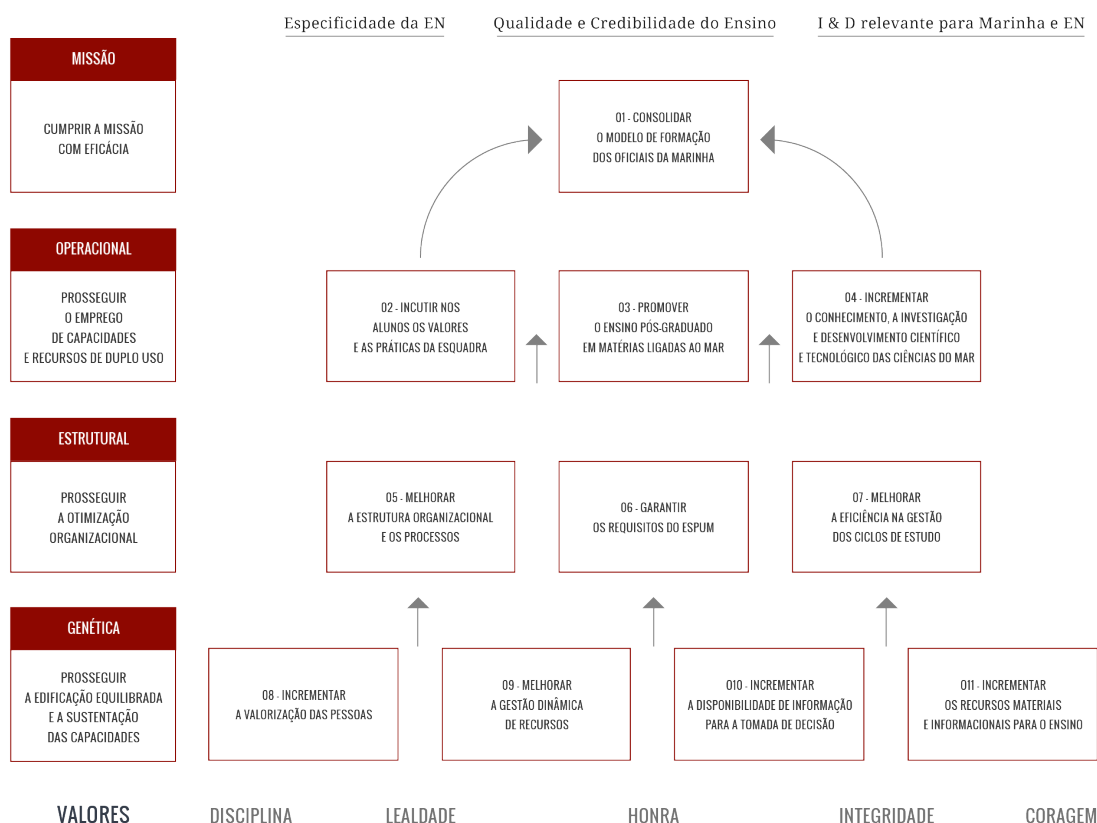 Especificidade da EN
Qualidade e Credibilidade do Ensino
I & D relevante para Marinha e EN
MISSÃO
CUMPRIR A MISSÃO
COM EFICÁCIA
01 - CONSOLIDAR
O MODELO DE FORMAÇÃO
DOS OFICIAIS DA MARINHA
OPERACIONAL
PROSSEGUIR
O EMPREGO
DE CAPACIDADES
E RECURSOS DE DUPLO USO
02 - INCUTIR NOS
ALUNOS OS VALORES
E AS PRÁTICAS DA ESQUADRA
03 - PROMOVER
O ENSINO PÓS-GRADUADO
EM MATÉRIAS LIGADAS AO MAR
04 - INCREMENTAR
O CONHECIMENTO, A INVESTIGAÇÃO
E DESENVOLVIMENTO CIENTÍFICO
E TECNOLÓGICO DAS CIÊNCIAS DO MAR
ESTRUTURAL
PROSSEGUIR
A OTIMIZAÇÃO
ORGANIZACIONAL
05 - MELHORAR
A ESTRUTURA ORGANIZACIONAL
E OS PROCESSOS
06 - GARANTIR
OS REQUISITOS DO ESPUM
07 - MELHORAR
A EFICIÊNCIA NA GESTÃO
DOS CICLOS DE ESTUDO
GENÉTICA
PROSSEGUIR
A EDIFICAÇÃO EQUILIBRADA
E A SUSTENTAÇÃO
DAS CAPACIDADES
08 - INCREMENTAR
A VALORIZAÇÃO DAS PESSOAS
09 - MELHORAR
A GESTÃO DINÂMICA
DE RECURSOS
010 - INCREMENTAR
A DISPONIBILIDADE DE INFORMAÇÃO
PARA A TOMADA DE DECISÃO
011 - INCREMENTAR
OS RECURSOS MATERIAIS
E INFORMACIONAIS PARA O ENSINO
VALORES
DISCIPLINA
LEALDADE
HONRA
INTEGRIDADE
CORAGEM